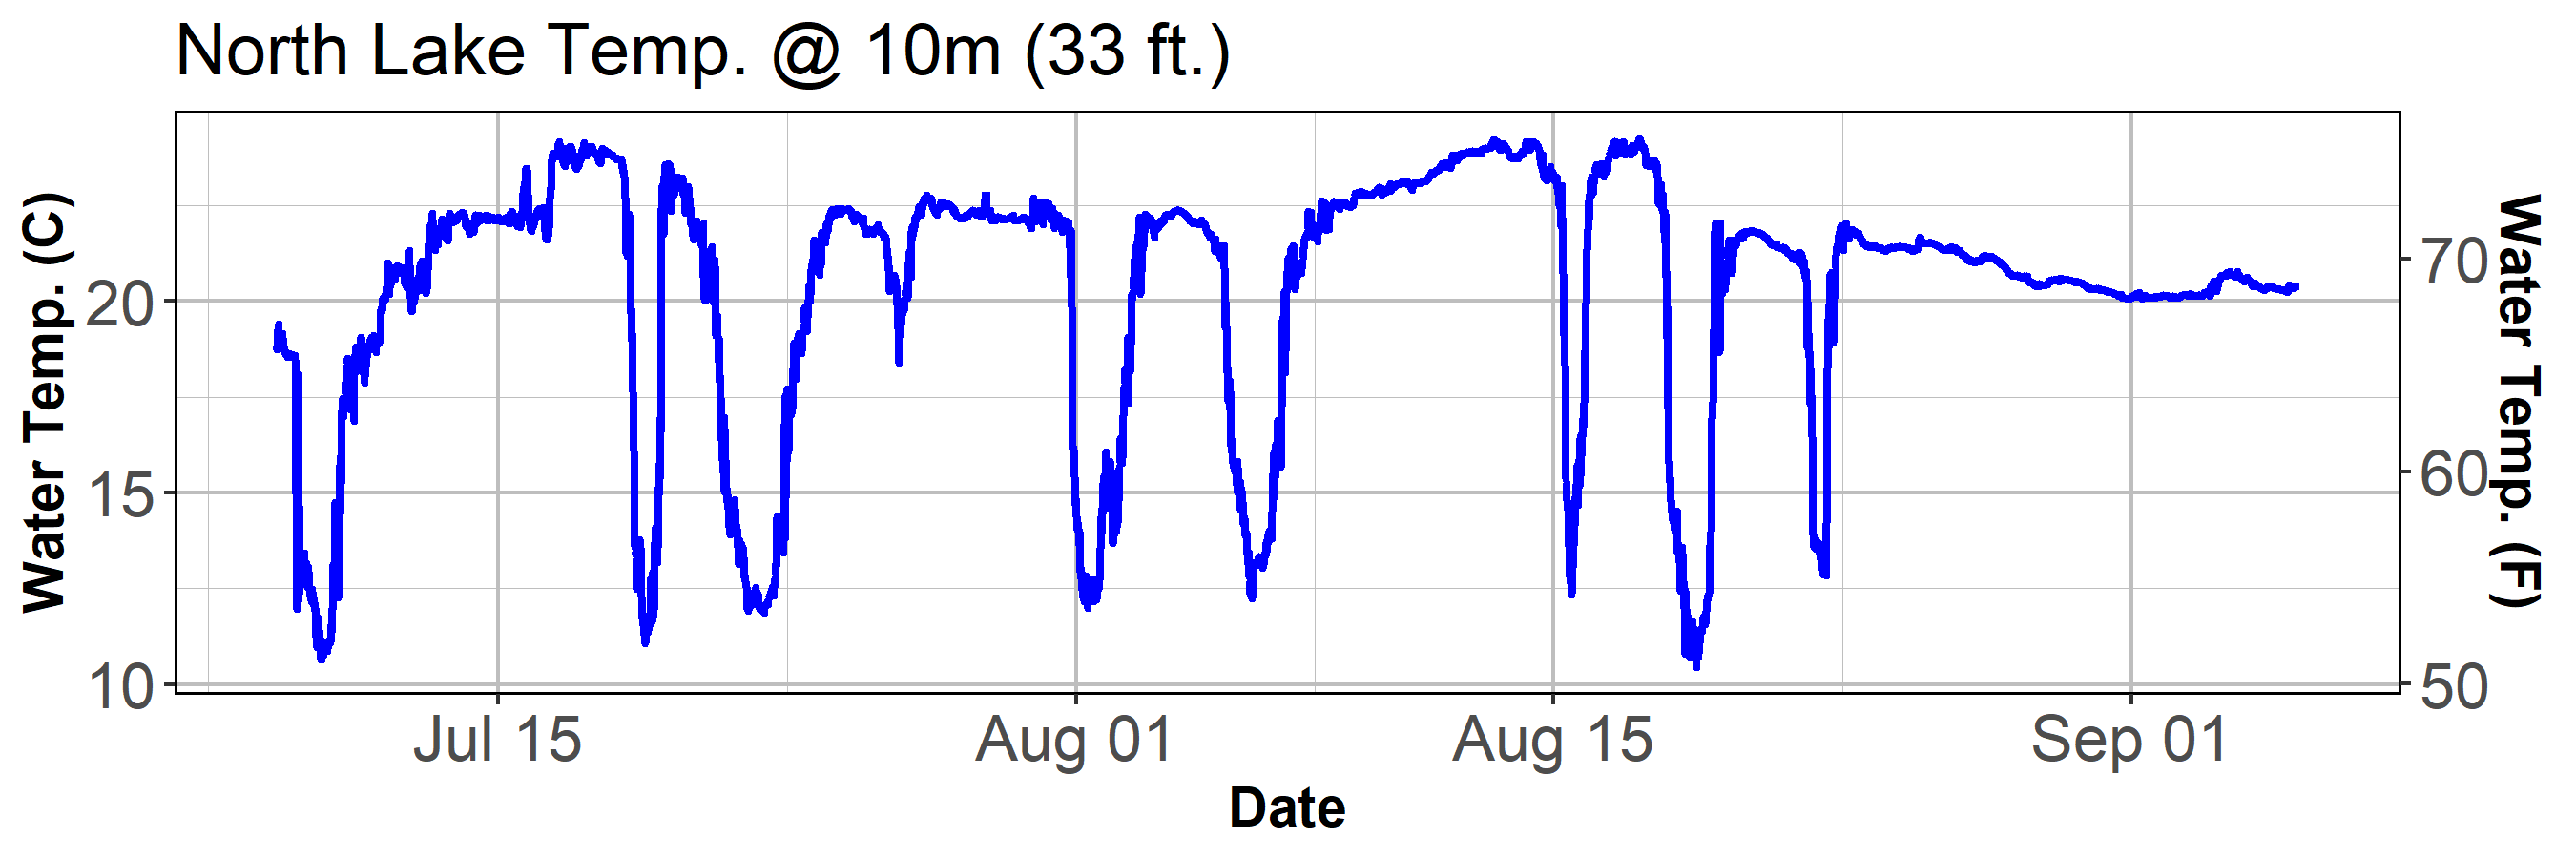 North Lake Temp. @ 10m (33 ft.)
Water Temp. (C)
20
15
10
70
60
50
Water Temp. (F)
Jul 15
Aug 01
Aug 15
Sep 01
Date